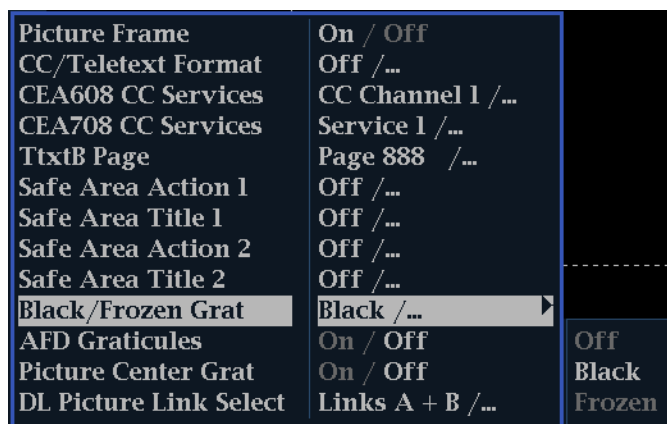 Picture Frame On / Off
CC/Teletext Format Off /...
CEA608 CC Services CC Channel 1 /...
CEA708 CC Services Service 1 /...
TtxtB Page Page 888 /...
Safe Area Action 1 Off /...
Safe Area Title 1 Off /...
Safe Area Action 2 Off /...
Safe Area Title 2 Off /...
Black/Frozen Grat Black /...
AFD Graticules On / Off
Picture Center Grat On / Off
DL Picture Link Select Links A + B /...
Off
Black
Frozen